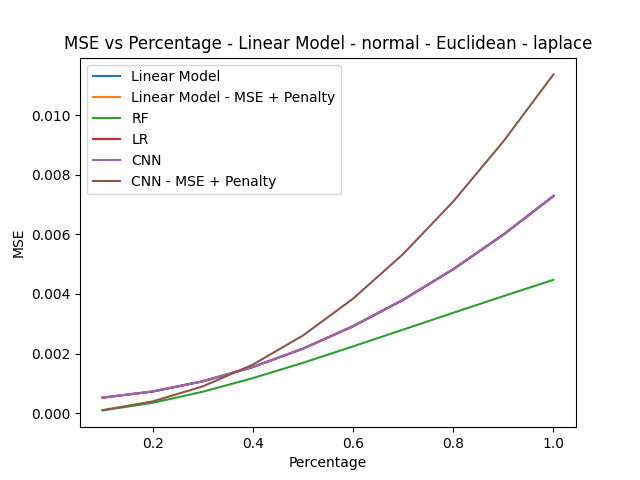 MSE vs Percentage - Linear Model - normal - Euclidean - laplace
Linear Model
Linear Model - MSE + Penalty
RF
LR
CNN
CNN - MSE + Penalty
0.010
0.008
0.006
0.004
0.002
0.000
MSE
0.2
0.4
0.6
0.8
1.0
Percentage